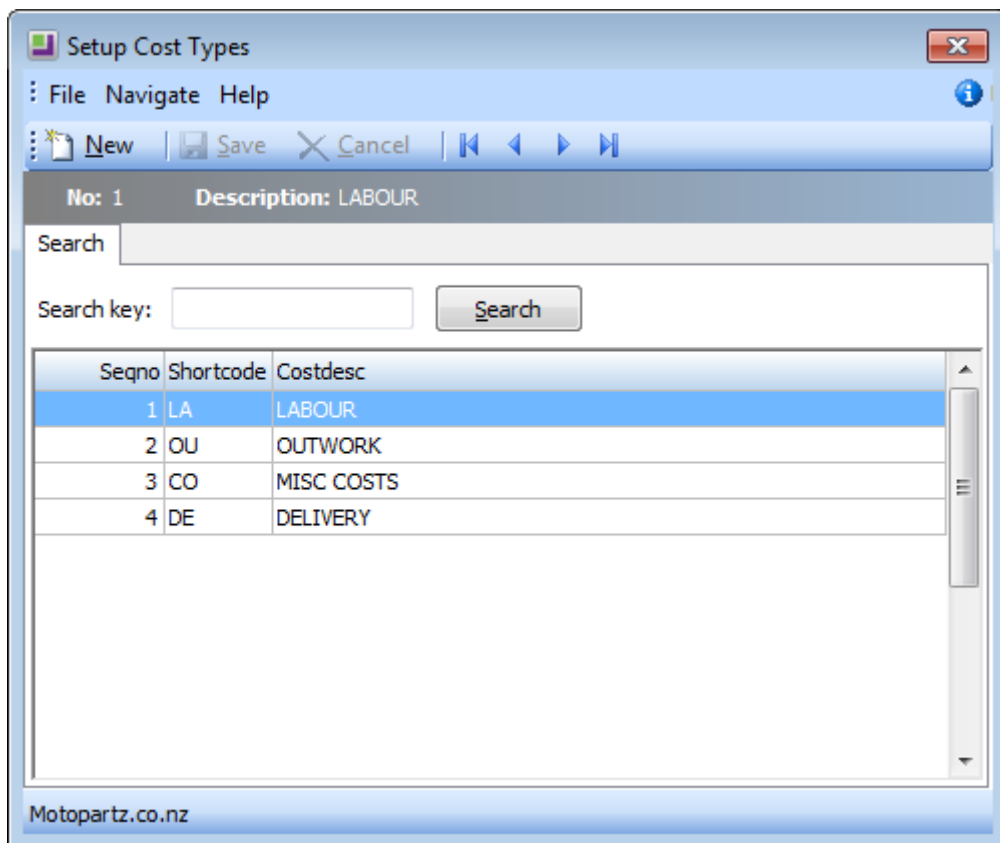 Setup Cost Types
File Navigate Help
New Save Cancel
No: 1 Description: LABOUR
Search
Search key: Search
Seqno Shortcode Costdesc
1 LA LABOUR
2 OU OUTWORK
3 CO MISC COSTS
4 DE DELIVERY
Motopartz.co.nz